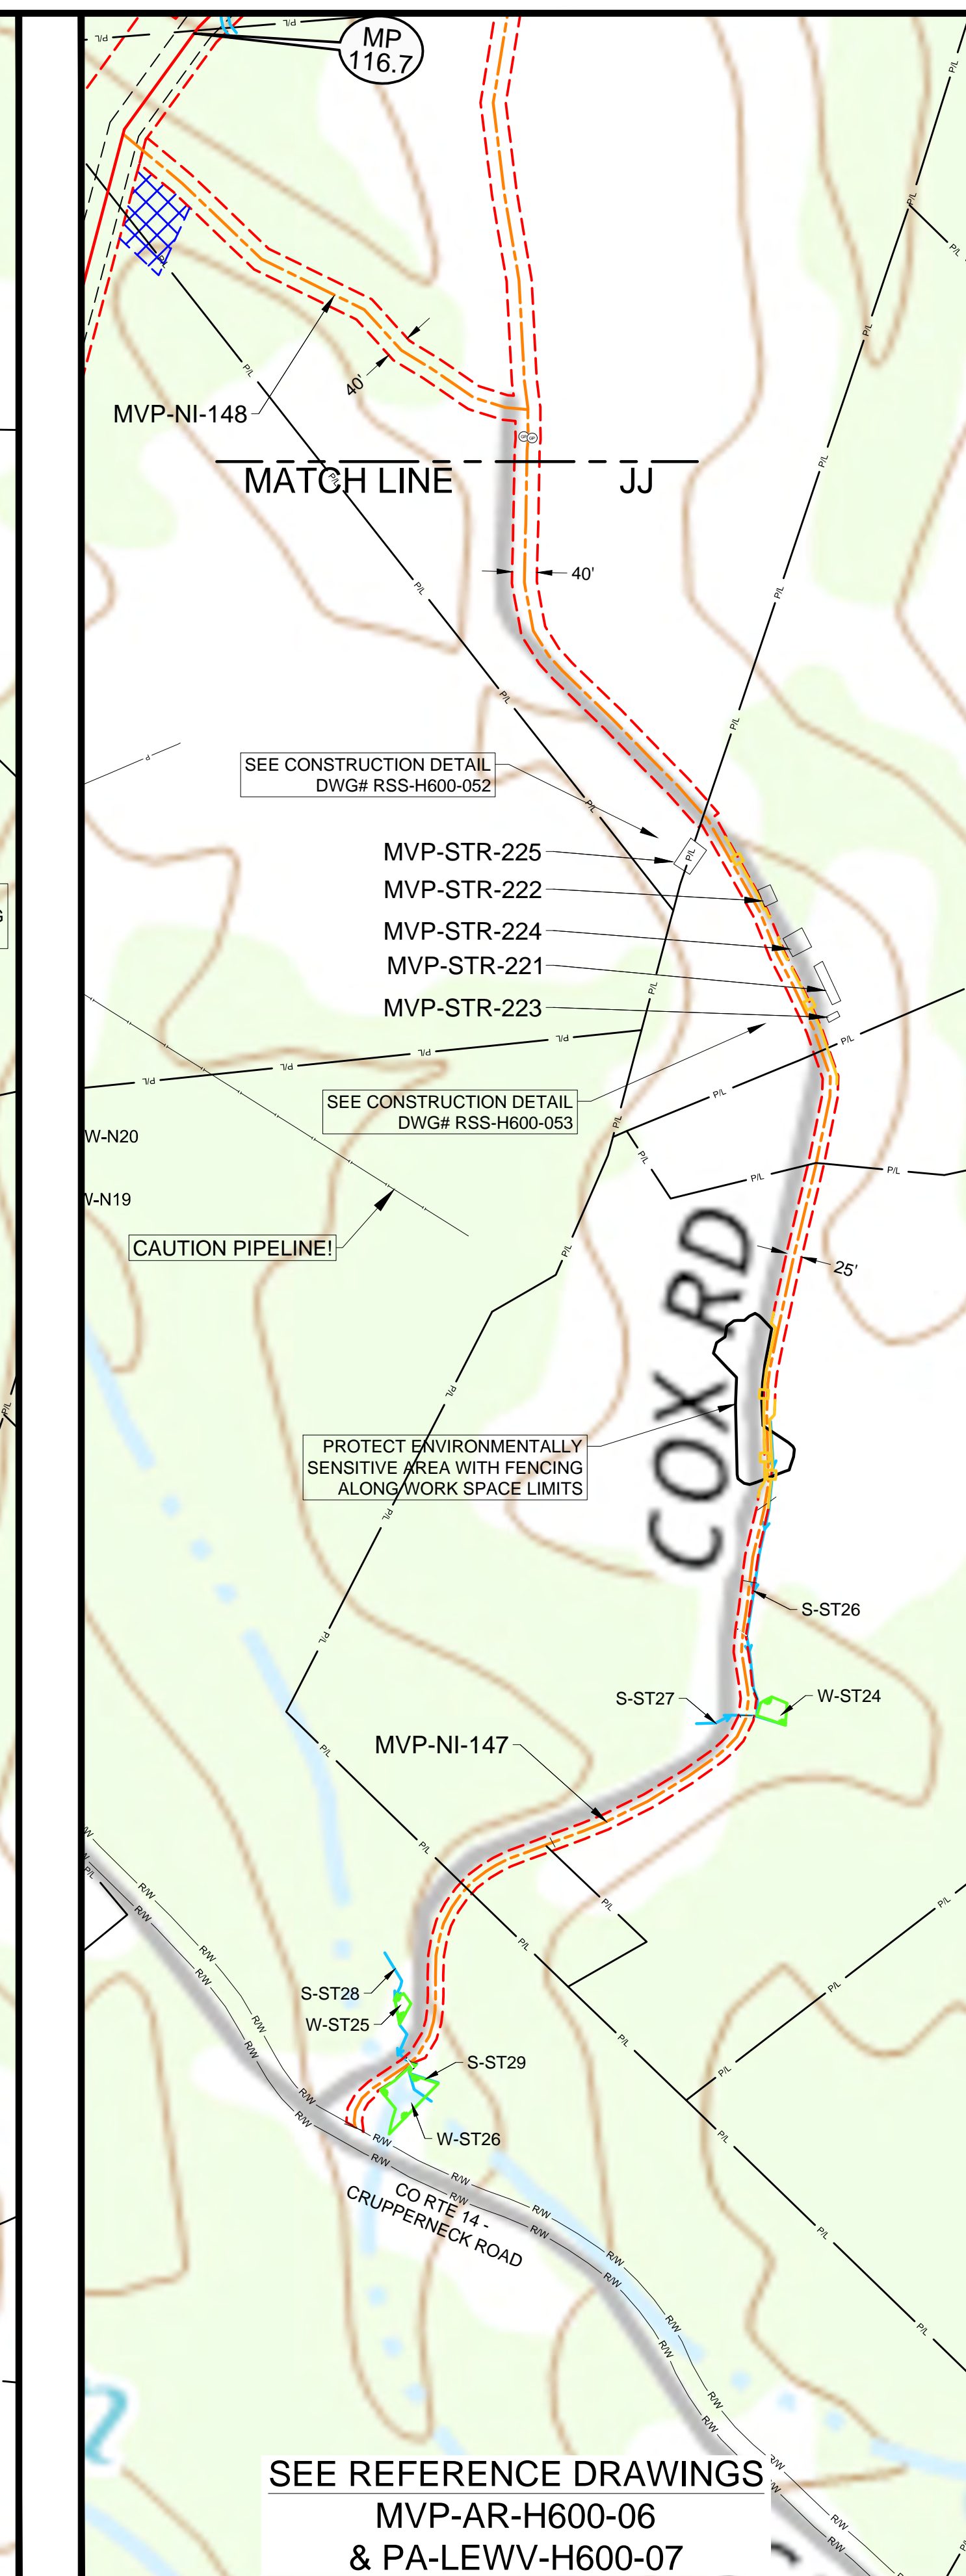 MP
116.7
MVP-NI-148
40'
MATCH LINE JJ
40'
SEE CONSTRUCTION DETAIL
DWG# RSS-H600-052
MVP-STR-225
MVP-STR-222
MVP-STR-224
MVP-STR-221
MVP-STR-223
SEE CONSTRUCTION DETAIL
DWG# RSS-H600-053
W-N20
W-N19
CAUTION PIPELINE!
COX RD
25'
PROTECT ENVIRONMENTALLY
SENSITIVE AREA WITH FENCING
ALONG WORK SPACE LIMITS
S-ST26
S-ST27
W-ST24
MVP-NI-147
S-ST28
W-ST25
S-ST29
W-ST26
CO RTE 14 -
CRUPPERNECK ROAD
P/L
R/W
SEE REFERENCE DRAWINGS
MVP-AR-H600-06
& PA-LEWV-H600-07